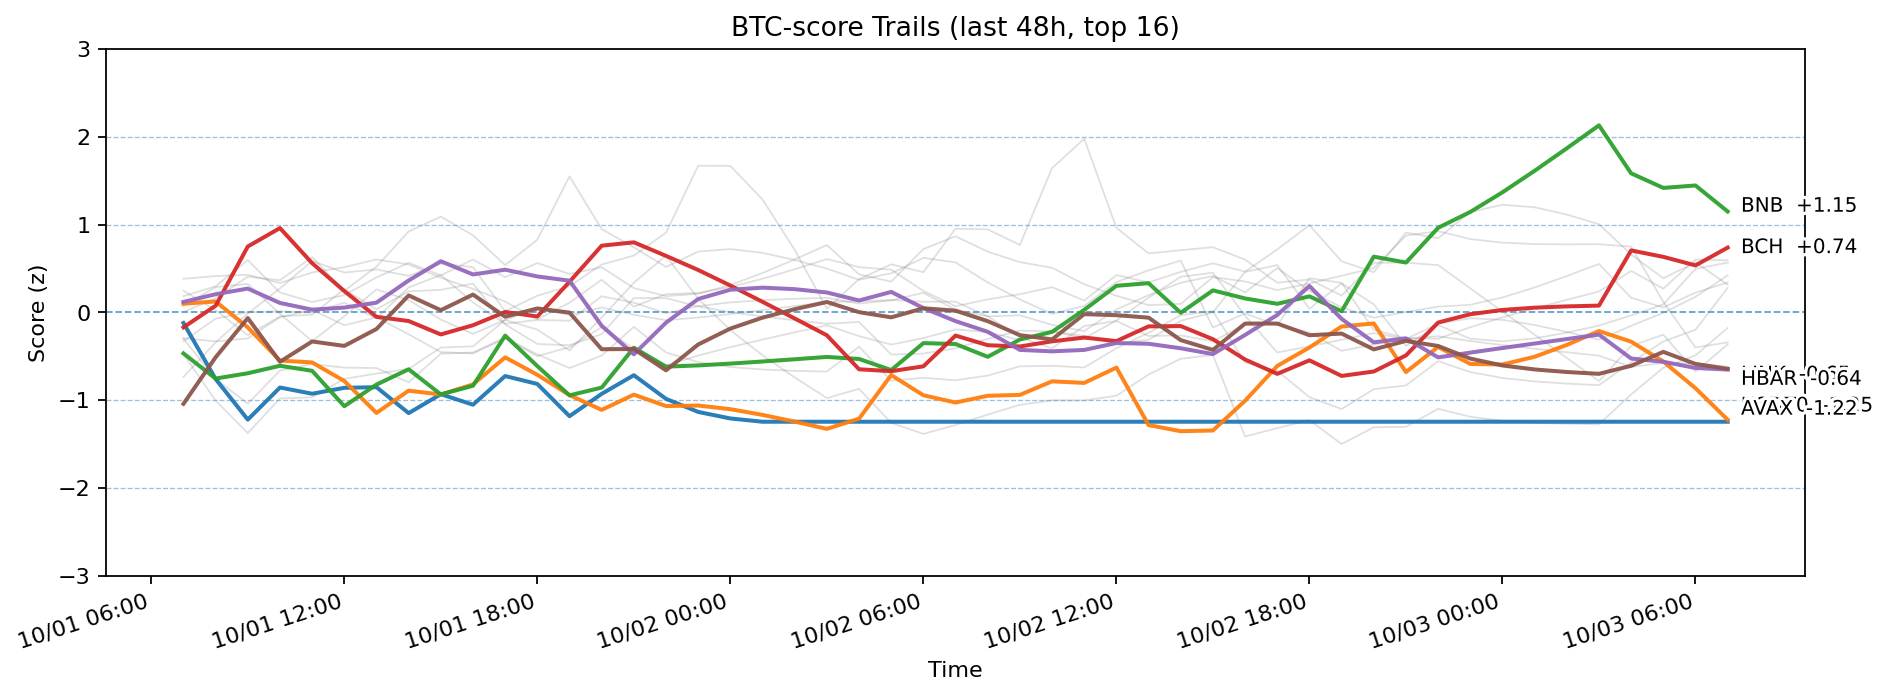 BTC-score Trails (last 48h, top 16)
Score (z)
3
2
1
0
−1
−2
−3
BNB +1.15
BCH +0.74
HBAR -0.64
AVAX -1.22
10/01 06:00
10/01 12:00
10/01 18:00
10/02 00:00
10/02 06:00
10/02 12:00
10/02 18:00
10/03 00:00
10/03 06:00
Time